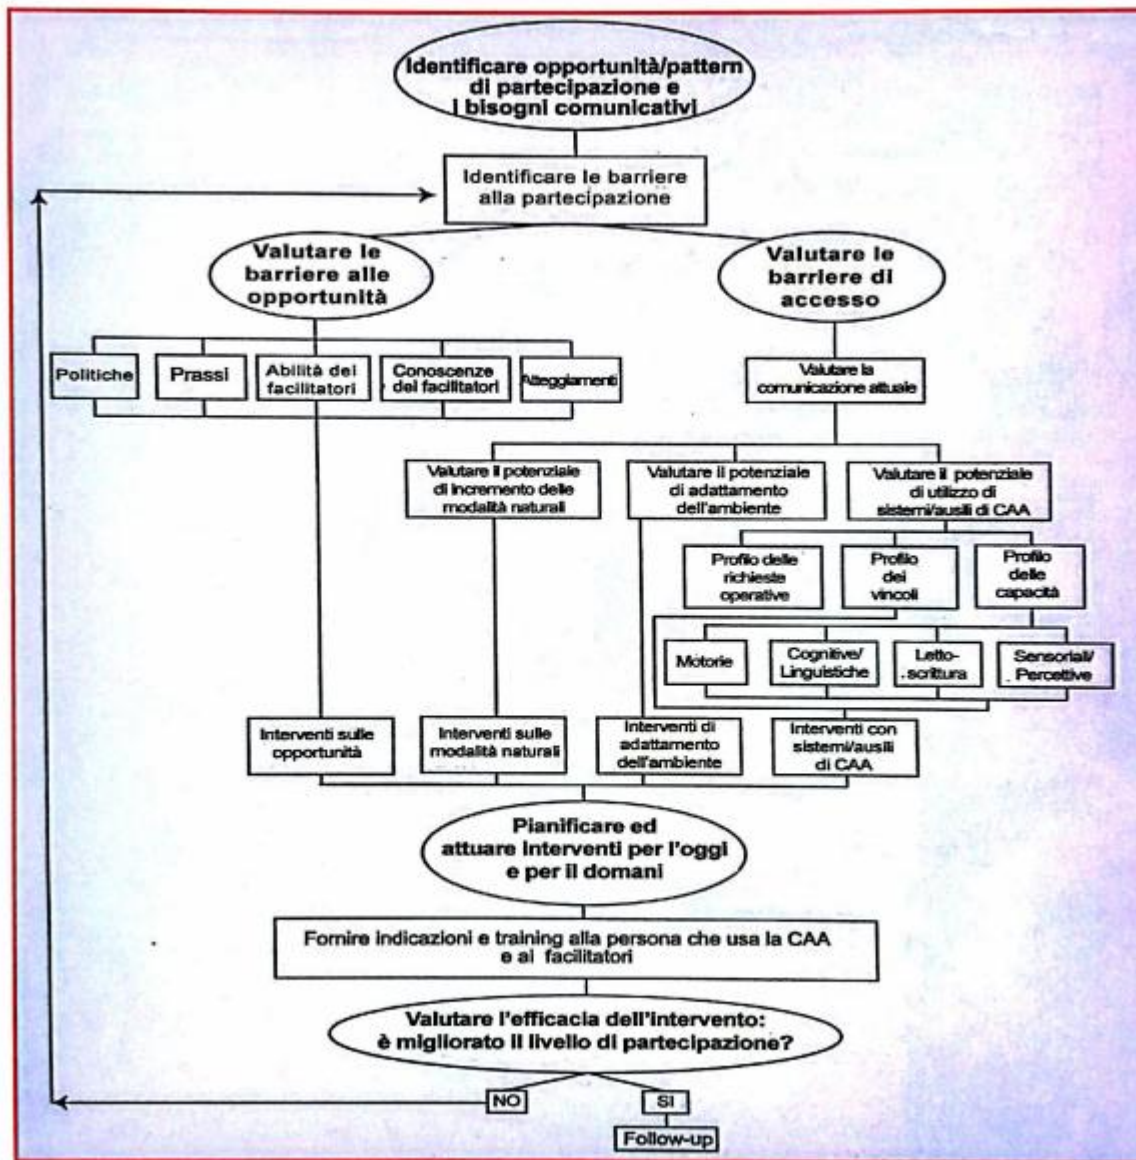 Identificare opportunità/pattern
di partecipazione e
i bisogni comunicativi
Identificare le barriere
alla partecipazione
Valutare le
barriere alle
opportunità
Valutare le
barriere di
accesso
Politiche
Prassi
Abilità dei
facilitatori
Conoscenze
dei facilitatori
Atteggiamenti
Valutare la
comunicazione attuale
Valutare il potenziale
di incremento delle
modalità naturali
Valutare il potenziale
di adattamento
dell'ambiente
Valutare il potenziale
di utilizzo di
sistemi/ausili di CAA
Profilo delle
richieste
operative
Profilo
dei
vincoli
Profilo
delle
capacità
Motorie
Cognitive/
Linguistiche
Letto-
scrittura
Sensoriali/
Percettive
Interventi sulle
opportunità
Interventi sulle
modalità naturali
Interventi di
adattamento
dell'ambiente
Interventi con
sistemi/ausili
di CAA
Pianificare ed
attuare interventi per l'oggi
e per il domani
Fornire indicazioni e training alla persona che usa la CAA
e ai facilitatori
Valutare l'efficacia dell'intervento:
è migliorato il livello di partecipazione?
NO
SI
Follow-up